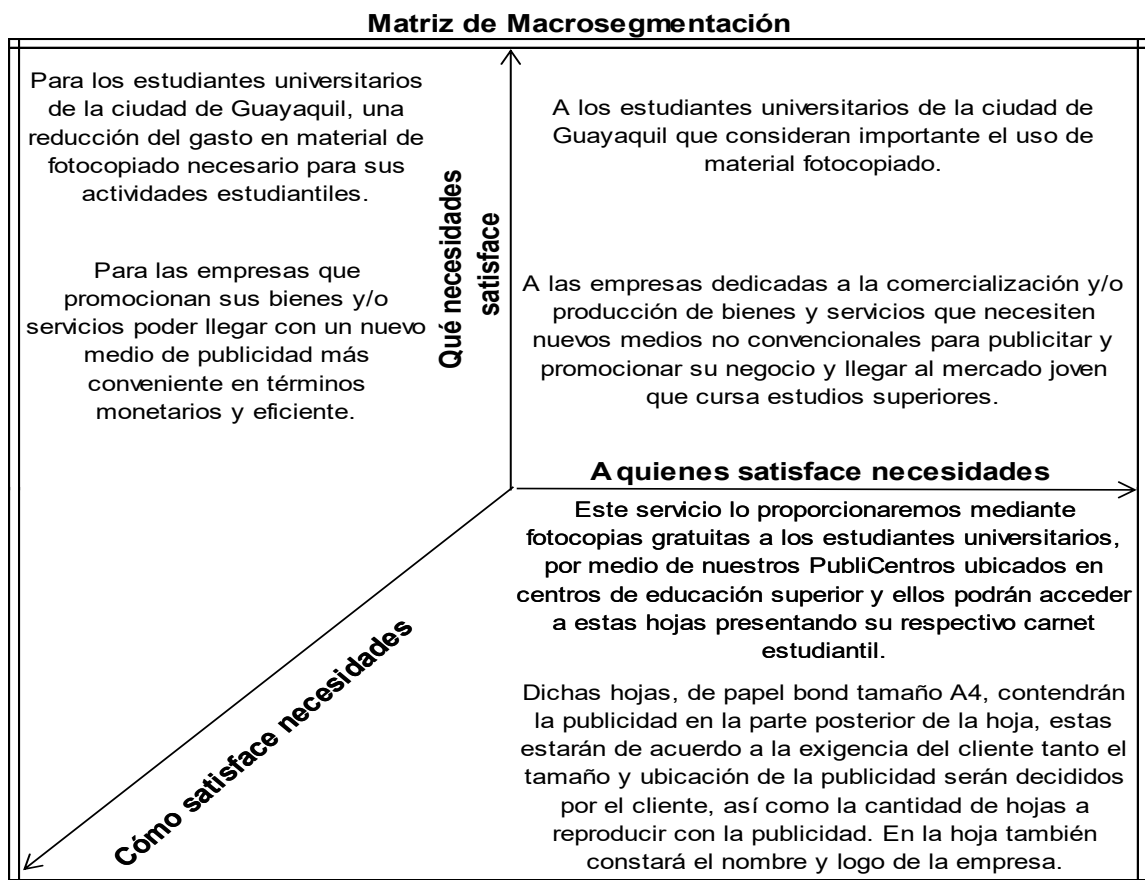 Matriz de Macrosegmentación
Para los estudiantes universitarios
de la ciudad de Guayaquil, una
reducción del gasto en material de
fotocopiado necesario para sus
actividades estudiantiles.
Para las empresas que
promocionan sus bienes y/o
servicios poder llegar con un nuevo
medio de publicidad más
conveniente en términos
monetarios y eficiente.
Qué necesidades
satisface
A los estudiantes universitarios de la ciudad de
Guayaquil que consideran importante el uso de
material fotocopiado.
A las empresas dedicadas a la comercialización y/o
producción de bienes y servicios que necesiten
nuevos medios no convencionales para publicitar y
promocionar su negocio y llegar al mercado joven
que cursa estudios superiores.
A quienes satisface necesidades
Este servicio lo proporcionaremos mediante
fotocopias gratuitas a los estudiantes universitarios,
por medio de nuestros PubliCentros ubicados en
centros de educación superior y ellos podrán acceder
a estas hojas presentando su respectivo carnet
estudiantil.
Dichas hojas, de papel bond tamaño A4, contendrán
la publicidad en la parte posterior de la hoja, estas
estarán de acuerdo a la exigencia del cliente tanto el
tamaño y ubicación de la publicidad serán decididos
por el cliente, así como la cantidad de hojas a
reproducir con la publicidad. En la hoja también
constará el nombre y logo de la empresa.
Cómo satisface necesidades